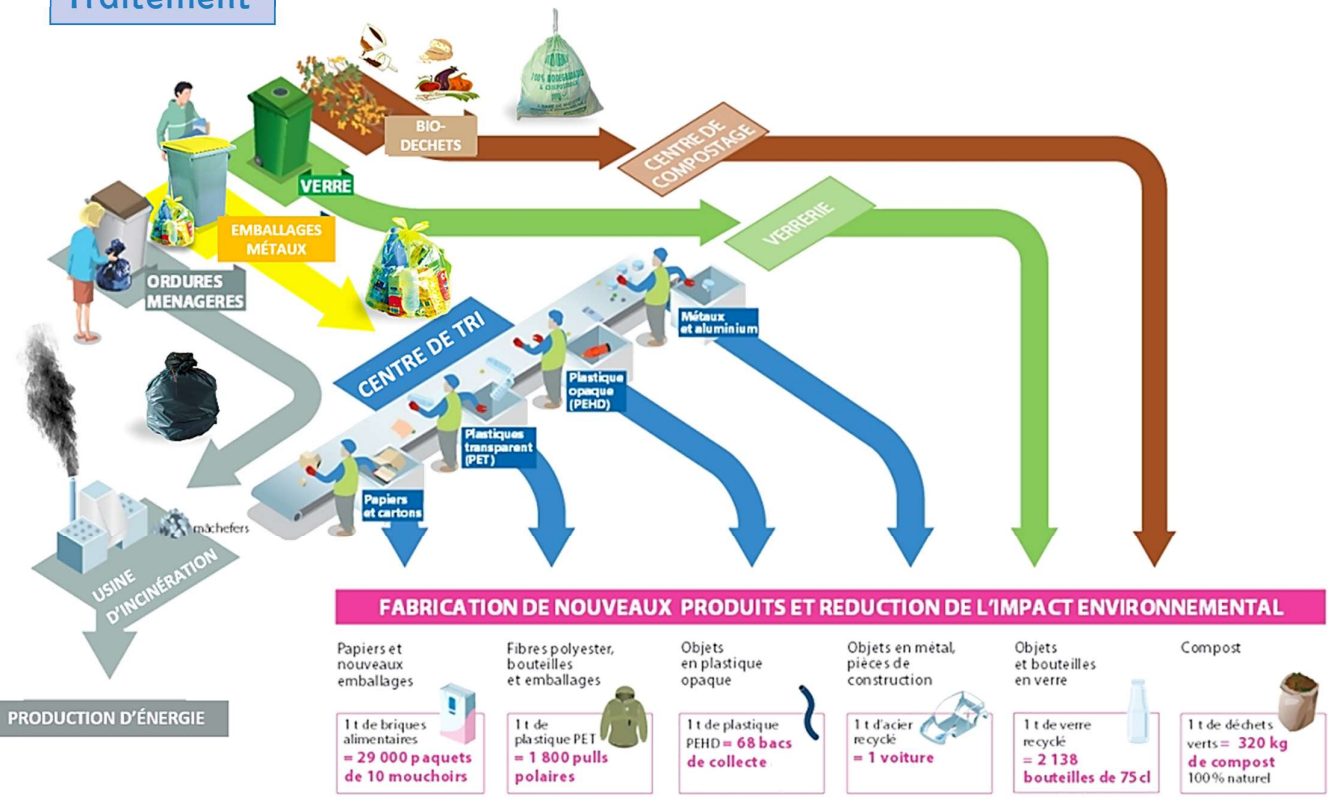 Traitement
100% BIODEGRADABLE
& COMPOSTABLE
BIO-
DECHETS
CENTRE DE
COMPOSTAGE
VERRE
VERRERIE
EMBALLAGES
MÉTAUX
ORDURES
MENAGERES
CENTRE DE TRI
Métaux
et aluminium
Plastique
opaque
(PEHD)
Plastiques
transparent
(PET)
Papiers
et cartons
mâchefers
USINE
D'INCINÉRATION
PRODUCTION D'ÉNERGIE
FABRICATION DE NOUVEAUX PRODUITS ET REDUCTION DE L'IMPACT ENVIRONNEMENTAL
Papiers et
nouveaux
emballages
1 t de briques
alimentaires
= 29 000 paquets
de 10 mouchoirs
Fibres polyester,
bouteilles
et emballages
1 t de
plastique PET
= 1 800 pulls
polaires
Objets
en plastique
opaque
1 t de plastique
PEHD = 68 bacs
de collecte
Objets en métal,
pièces de
construction
1 t d'acier
recyclé
= 1 voiture
Objets
et bouteilles
en verre
1 t de verre
recyclé
= 2 138
bouteilles de 75cl
Compost
1 t de déchets
verts = 320 kg
de compost
100% naturel